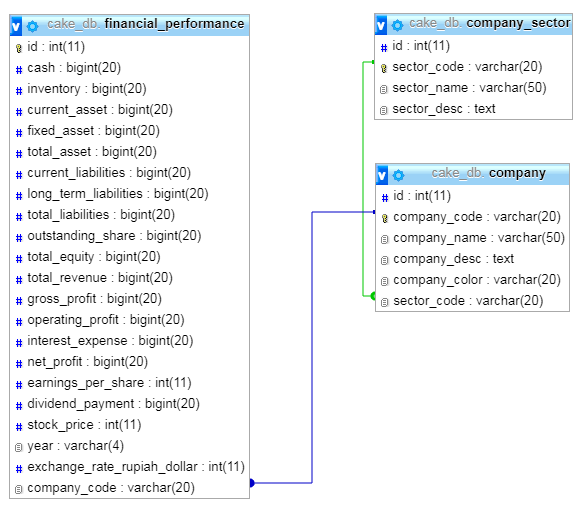 cake_db. financial_performance
id : int(11)
cash : bigint(20)
inventory : bigint(20)
current_asset : bigint(20)
fixed_asset : bigint(20)
total_asset : bigint(20)
current_liabilities : bigint(20)
long_term_liabilities : bigint(20)
total_liabilities : bigint(20)
outstanding_share : bigint(20)
total_equity : bigint(20)
total_revenue : bigint(20)
gross_profit : bigint(20)
operating_profit : bigint(20)
interest_expense : bigint(20)
net_profit : bigint(20)
earnings_per_share : int(11)
dividend_payment : bigint(20)
stock_price : int(11)
year : varchar(4)
exchange_rate_rupiah_dollar : int(11)
company_code : varchar(20)
cake_db. company_sector
id : int(11)
sector_code : varchar(20)
sector_name : varchar(50)
sector_desc : text
cake_db. company
id : int(11)
company_code : varchar(20)
company_name : varchar(50)
company_desc : text
company_color : varchar(20)
sector_code : varchar(20)